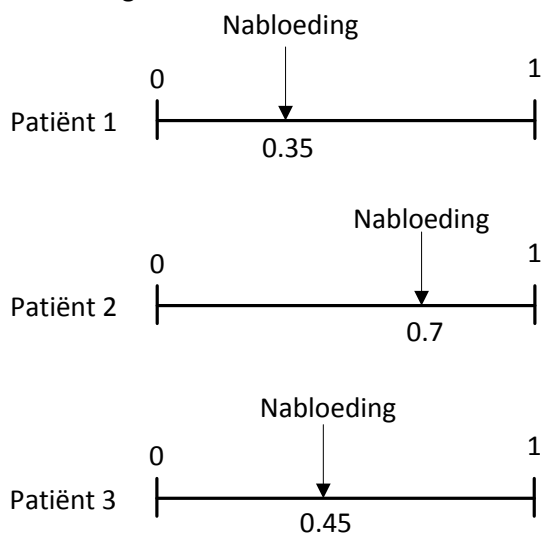 Nabloeding
0 1
Patiënt 1
0.35
Nabloeding
0 1
Patiënt 2
0.7
Nabloeding
0 1
Patiënt 3
0.45